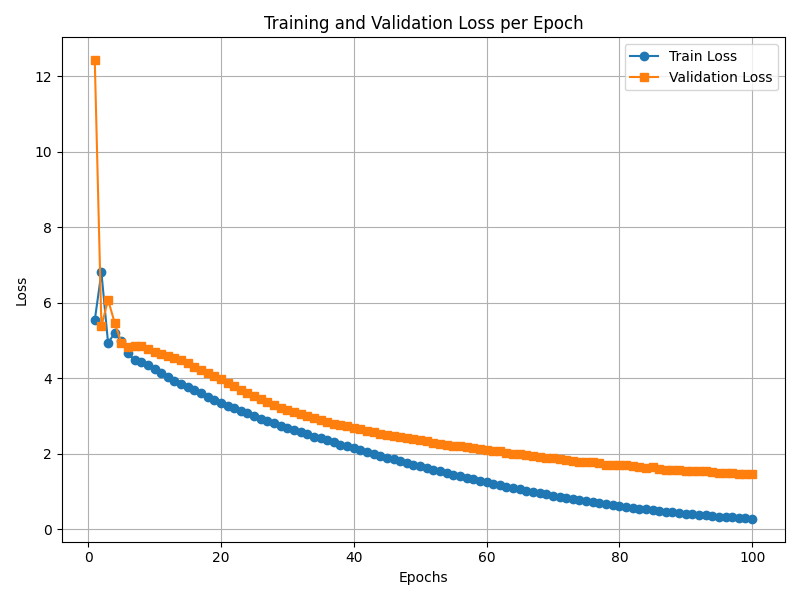 Training and Validation Loss per Epoch
Train Loss
Validation Loss
Loss
12
10
8
6
4
2
0
0 20 40 60 80 100
Epochs